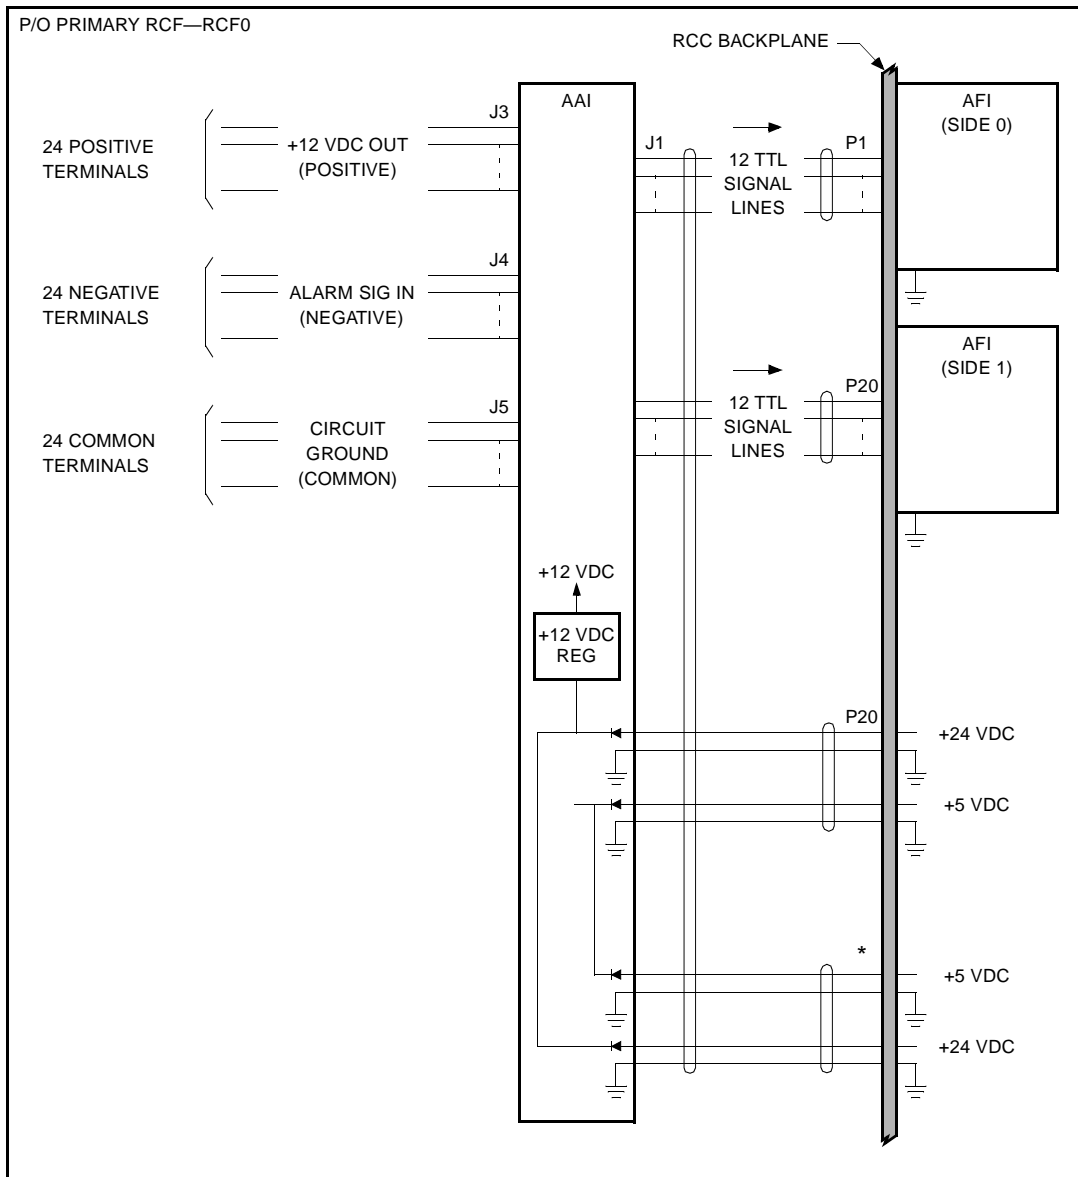 P/O PRIMARY RCF—RCF0
RCC BACKPLANE
AAI
AFI
(SIDE 0)
J3
24 POSITIVE
TERMINALS
+12 VDC OUT
(POSITIVE)
J1
12 TTL
SIGNAL
LINES
P1
J4
24 NEGATIVE
TERMINALS
ALARM SIG IN
(NEGATIVE)
AFI
(SIDE 1)
J5
24 COMMON
TERMINALS
CIRCUIT
GROUND
(COMMON)
12 TTL
SIGNAL
LINES
P20
+12 VDC
+12 VDC
REG
P20
+24 VDC
+5 VDC
*
+5 VDC
+24 VDC